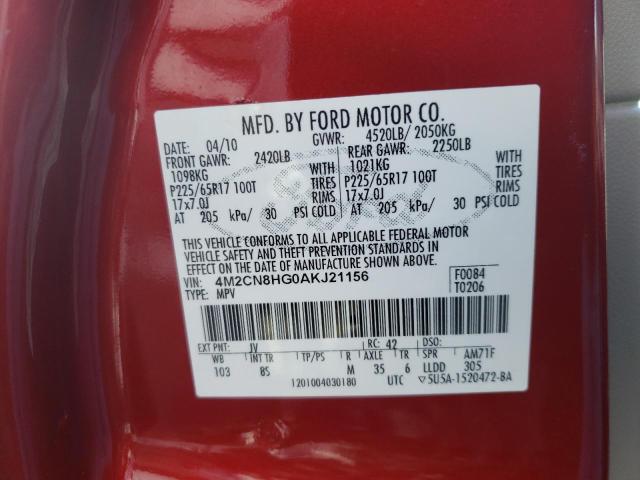 MFD. BY FORD MOTOR CO.
DATE: 04/10 GVWR: 4520LB/ 2050KG
FRONT GAWR: 2420LB REAR GAWR: 2250LB
1098KG WITH 1021KG WITH
P225/65R17 100T TIRES P225/65R17 100T TIRES
17x7.0J RIMS 17x7.0J RIMS
AT 205 kPa/ 30 PSI COLD AT 205 kPa/ 30 PSI COLD
THIS VEHICLE CONFORMS TO ALL APPLICABLE FEDERAL MOTOR
VEHICLE SAFETY AND THEFT PREVENTION STANDARDS IN
EFFECT ON THE DATE OF MANUFACTURE SHOWN ABOVE.
VIN: 4M2CN8HG0AKJ21156 F0084
TYPE: MPV T0206
EXT PNT: JV RC: 42 DSO:
WB INT TR TP/PS R AXLE TR SPR AM71F
103 8S M 35 6 LLDD 305
1201004030180 UTC 5U5A-1520472-BA